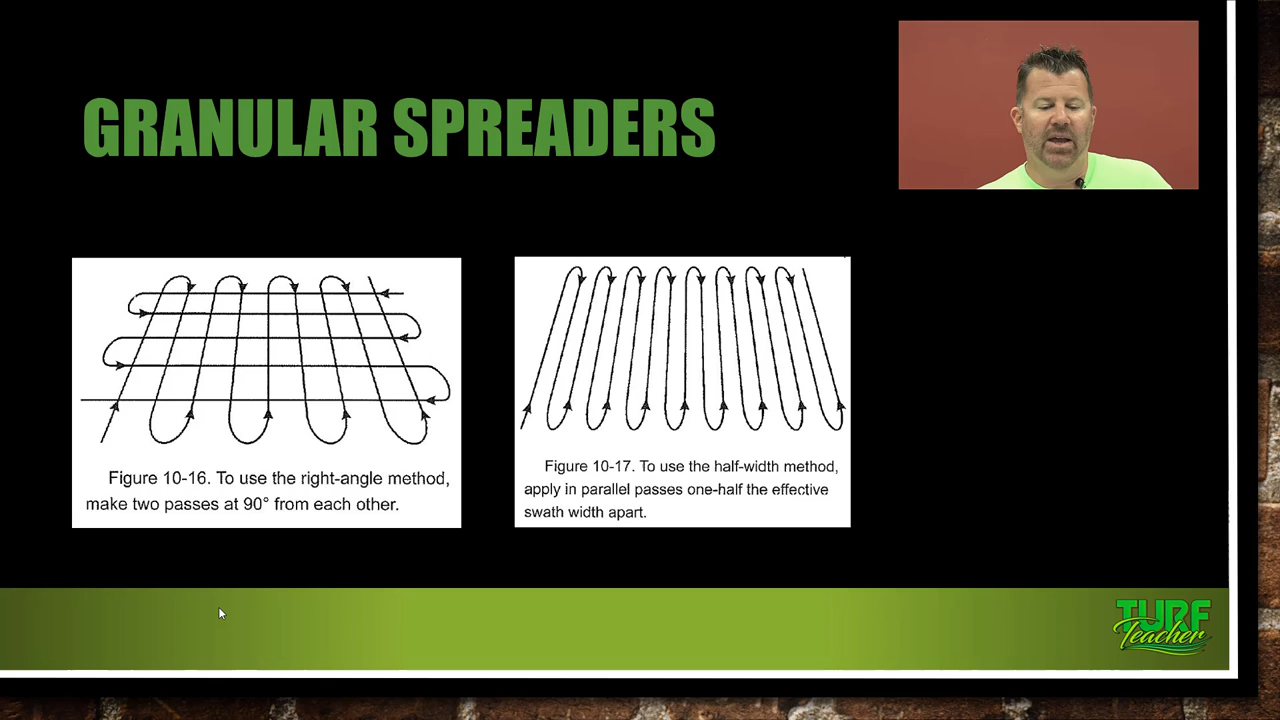 GRANULAR SPREADERS
Figure 10-16. To use the right-angle method,
make two passes at 90° from each other.
Figure 10-17. To use the half-width method,
apply in parallel passes one-half the effective
swath width apart.
TURF
Teacher